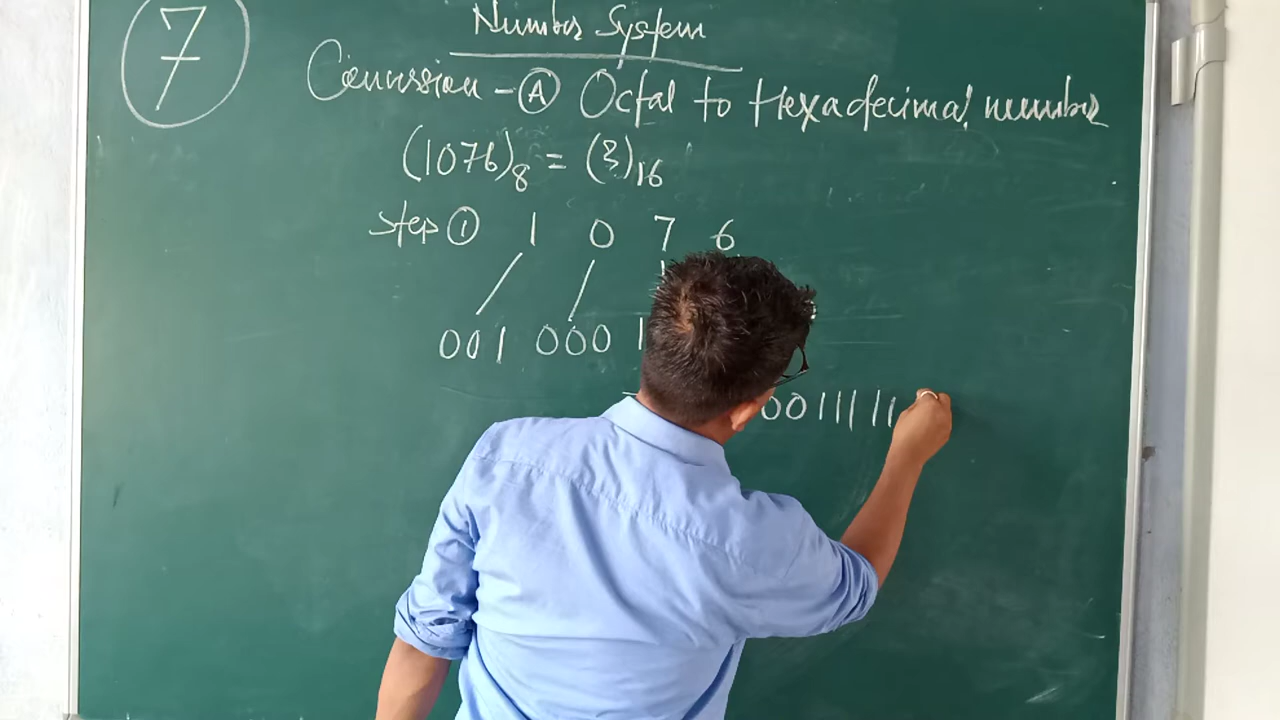 7
Number System
Conversion - A Octal to Hexadecimal number
(1076)8 = (?)16
Step 1 1 0 7 6
001 000 1
00111 11